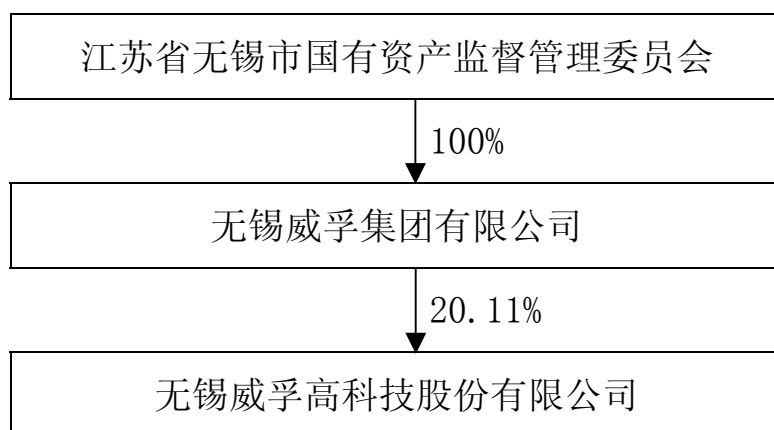 江苏省无锡市国有资产监督管理委员会
100%
无锡威孚集团有限公司
20.11%
无锡威孚高科技股份有限公司